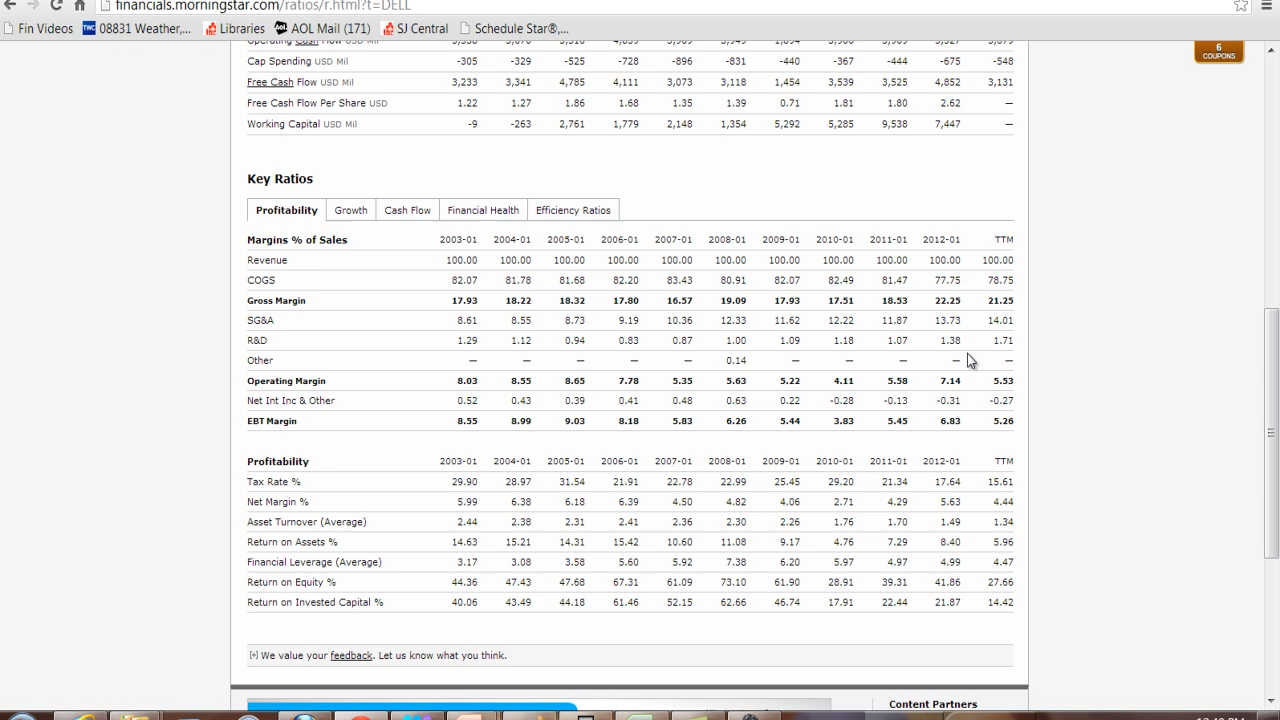 financials.morningstar.com/ratios/r.html?t=DELL
Fin Videos TWC 08831 Weather,... Libraries AOL Mail (171) SJ Central Schedule Star®,...
6
COUPONS
Cap Spending USD Mil -305 -329 -525 -728 -896 -831 -440 -367 -444 -675 -548
Free Cash Flow USD Mil 3,233 3,341 4,785 4,111 3,073 3,118 1,454 3,539 3,525 4,852 3,131
Free Cash Flow Per Share USD 1.22 1.27 1.86 1.68 1.35 1.39 0.71 1.81 1.80 2.62 —
Working Capital USD Mil -9 -263 2,761 1,779 2,148 1,354 5,292 5,285 9,538 7,447 —
Key Ratios
Profitability Growth Cash Flow Financial Health Efficiency Ratios
Margins % of Sales 2003-01 2004-01 2005-01 2006-01 2007-01 2008-01 2009-01 2010-01 2011-01 2012-01 TTM
Revenue 100.00 100.00 100.00 100.00 100.00 100.00 100.00 100.00 100.00 100.00 100.00
COGS 82.07 81.78 81.68 82.20 83.43 80.91 82.07 82.49 81.47 77.75 78.75
Gross Margin 17.93 18.22 18.32 17.80 16.57 19.09 17.93 17.51 18.53 22.25 21.25
SG&A 8.61 8.55 8.73 9.19 10.36 12.33 11.62 12.22 11.87 13.73 14.01
R&D 1.29 1.12 0.94 0.83 0.87 1.00 1.09 1.18 1.07 1.38 1.71
Other — — — — — 0.14 — — — — —
Operating Margin 8.03 8.55 8.65 7.78 5.35 5.63 5.22 4.11 5.58 7.14 5.53
Net Int Inc & Other 0.52 0.43 0.39 0.41 0.48 0.63 0.22 -0.28 -0.13 -0.31 -0.27
EBT Margin 8.55 8.99 9.03 8.18 5.83 6.26 5.44 3.83 5.45 6.83 5.26
Profitability 2003-01 2004-01 2005-01 2006-01 2007-01 2008-01 2009-01 2010-01 2011-01 2012-01 TTM
Tax Rate % 29.90 28.97 31.54 21.91 22.78 22.99 25.45 29.20 21.34 17.64 15.61
Net Margin % 5.99 6.38 6.18 6.39 4.50 4.82 4.06 2.71 4.29 5.63 4.44
Asset Turnover (Average) 2.44 2.38 2.31 2.41 2.36 2.30 2.26 1.76 1.70 1.49 1.34
Return on Assets % 14.63 15.21 14.31 15.42 10.60 11.08 9.17 4.76 7.29 8.40 5.96
Financial Leverage (Average) 3.17 3.08 3.58 5.60 5.92 7.38 6.20 5.97 4.97 4.99 4.47
Return on Equity % 44.36 47.43 47.68 67.31 61.09 73.10 61.90 28.91 39.31 41.86 27.66
Return on Invested Capital % 40.06 43.49 44.18 61.46 52.15 62.66 46.74 17.91 22.44 21.87 14.42
[+] We value your feedback. Let us know what you think.
Content Partners